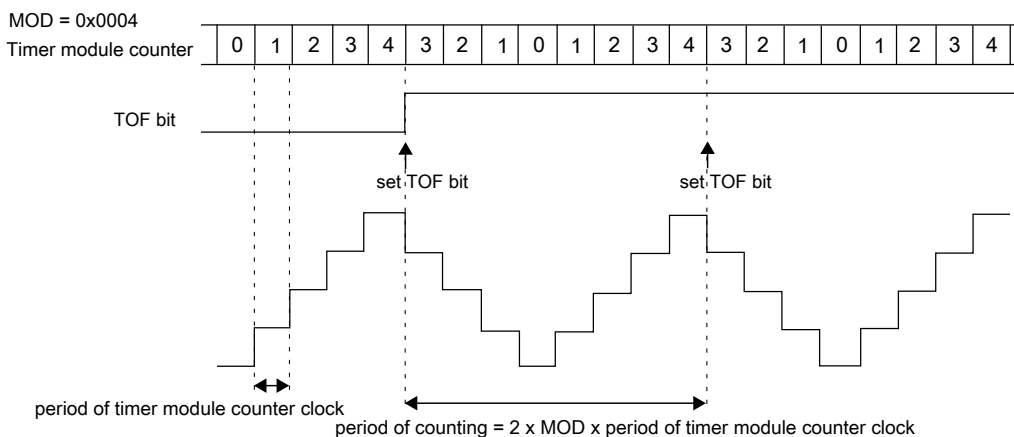 MOD = 0x0004
Timer module counter 0 1 2 3 4 3 2 1 0 1 2 3 4 3 2 1 0 1 2 3 4
TOF bit
set TOF bit set TOF bit
period of timer module counter clock
period of counting = 2 x MOD x period of timer module counter clock